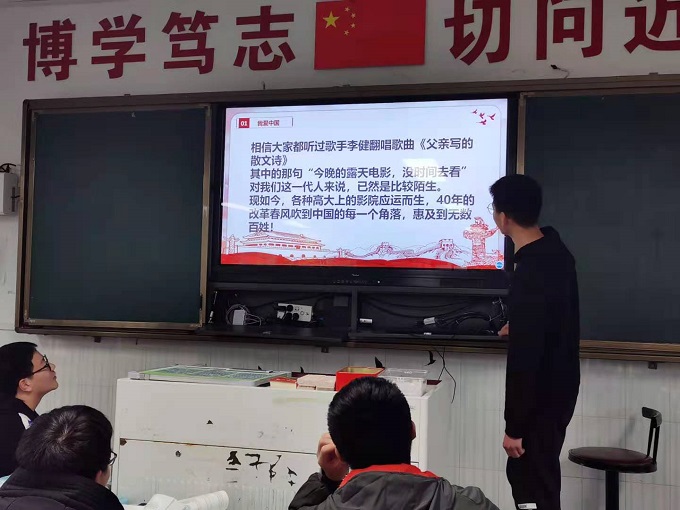 博学笃志
切问近
01 我爱中国
相信大家都听过歌手李健翻唱歌曲《父亲写的
散文诗》
其中的那句“今晚的露天电影，没时间去看”
对我们这一代人来说，已然是比较陌生。
现如今，各种高大上的影院应运而生，40年的
改革春风吹到中国的每一个角落，惠及到无数
百姓！